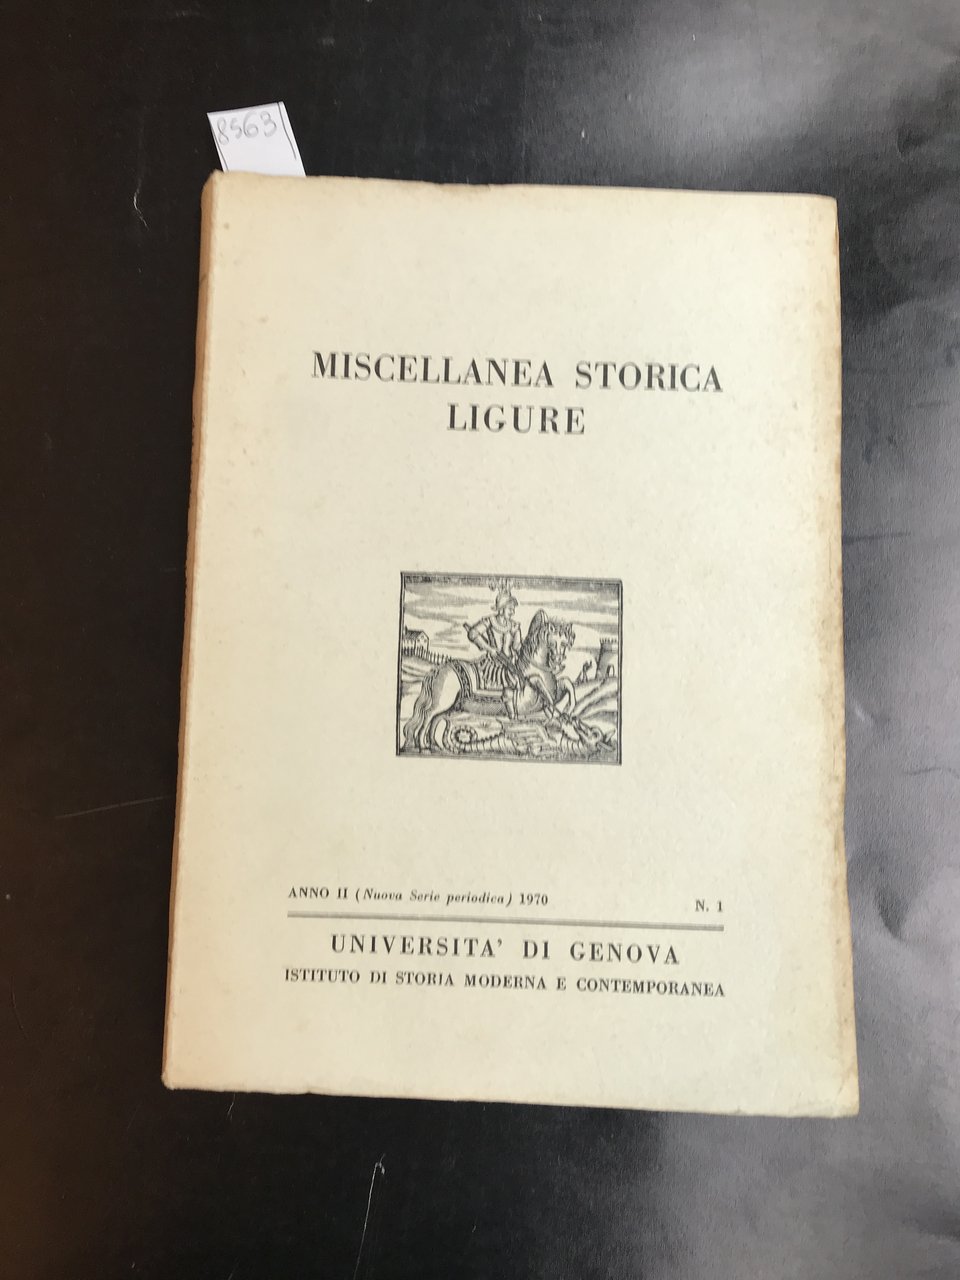 8563
MISCELLANEA STORICA
LIGURE
ANNO II (Nuova Serie periodica) 1970 N. 1
UNIVERSITA' DI GENOVA
ISTITUTO DI STORIA MODERNA E CONTEMPORANEA